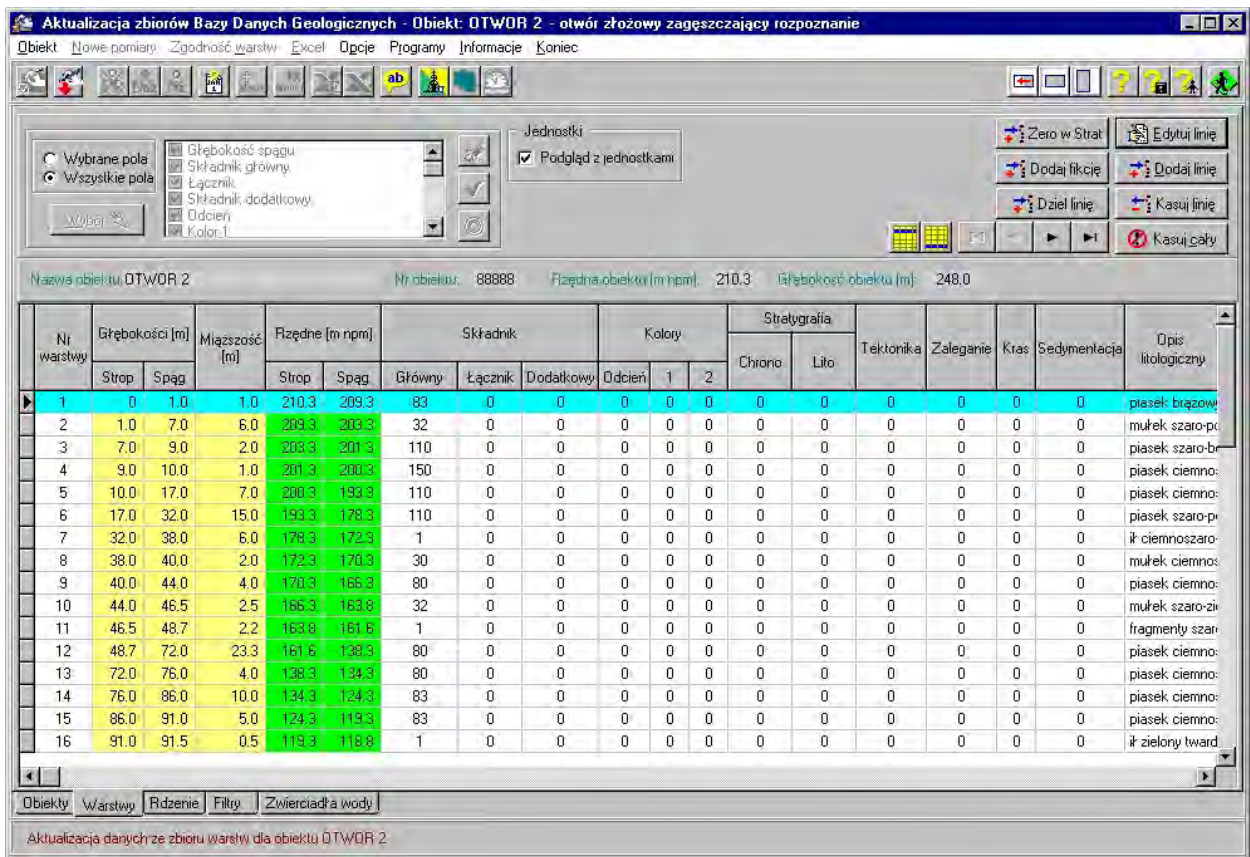 Aktualizacja zbiorów Bazy Danych Geologicznych - Obiekt: OTWOR 2 - otwór złożowy zagęszczający rozpoznanie
Obiekt Nowe pomiary Zgodność warstw Excel Opcje Programy Informacje Koniec
Wybrane pola
Wszystkie pola
Wybór
Głębokość spągu
Składnik główny
Łącznik
Składnik dodatkowy
Odcień
Kolor 1
Jednostki
Podgląd z jednostkami
Zero w Strat Edytuj linię
Dodaj fikcję Dodaj linię
Dziel linię Kasuj linię
Kasuj cały
Nazwa obiektu OTWOR 2 Nr obiektu: 88888 Rzędna obiektu [m npm]: 210.3 Głębokość obiektu [m]: 248.0
Nr warstwy Głębokości [m] Miąższość [m] Rzędne [m npm] Składnik Kolory Stratygrafia Tektonika Zaleganie Kras Sedymentacja Opis litologiczny
Strop Spąg Strop Spąg Główny Łącznik Dodatkowy Odcień 1 2 Chrono Lito
1 0 1.0 1.0 210.3 209.3 83 0 0 0 0 0 0 0 0 0 0 0 piasek brązowy
2 1.0 7.0 6.0 209.3 203.3 32 0 0 0 0 0 0 0 0 0 0 0 mułek szaro-po
3 7.0 9.0 2.0 203.3 201.3 110 0 0 0 0 0 0 0 0 0 0 0 piasek szaro-be
4 9.0 10.0 1.0 201.3 200.3 150 0 0 0 0 0 0 0 0 0 0 0 piasek ciemnos
5 10.0 17.0 7.0 200.3 193.3 110 0 0 0 0 0 0 0 0 0 0 0 piasek ciemnos
6 17.0 32.0 15.0 193.3 178.3 110 0 0 0 0 0 0 0 0 0 0 0 piasek szaro-po
7 32.0 38.0 6.0 178.3 172.3 1 0 0 0 0 0 0 0 0 0 0 0 ił ciemnoszaro-
8 38.0 40.0 2.0 172.3 170.3 30 0 0 0 0 0 0 0 0 0 0 0 mułek ciemnos
9 40.0 44.0 4.0 170.3 166.3 80 0 0 0 0 0 0 0 0 0 0 0 piasek ciemnos
10 44.0 46.5 2.5 166.3 163.8 32 0 0 0 0 0 0 0 0 0 0 0 mułek szaro-zie
11 46.5 48.7 2.2 163.8 161.6 1 0 0 0 0 0 0 0 0 0 0 0 fragmenty szaro
12 48.7 72.0 23.3 161.6 138.3 80 0 0 0 0 0 0 0 0 0 0 0 piasek ciemnos
13 72.0 76.0 4.0 138.3 134.3 80 0 0 0 0 0 0 0 0 0 0 0 piasek ciemnos
14 76.0 86.0 10.0 134.3 124.3 83 0 0 0 0 0 0 0 0 0 0 0 piasek ciemnos
15 86.0 91.0 5.0 124.3 119.3 83 0 0 0 0 0 0 0 0 0 0 0 piasek ciemnos
16 91.0 91.5 0.5 119.3 118.8 1 0 0 0 0 0 0 0 0 0 0 0 ił zielony tward
Obiekty Warstwy Rdzenie Filtry Zwierciadła wody
Aktualizacja danych ze zbioru warstw dla obiektu OTWOR 2